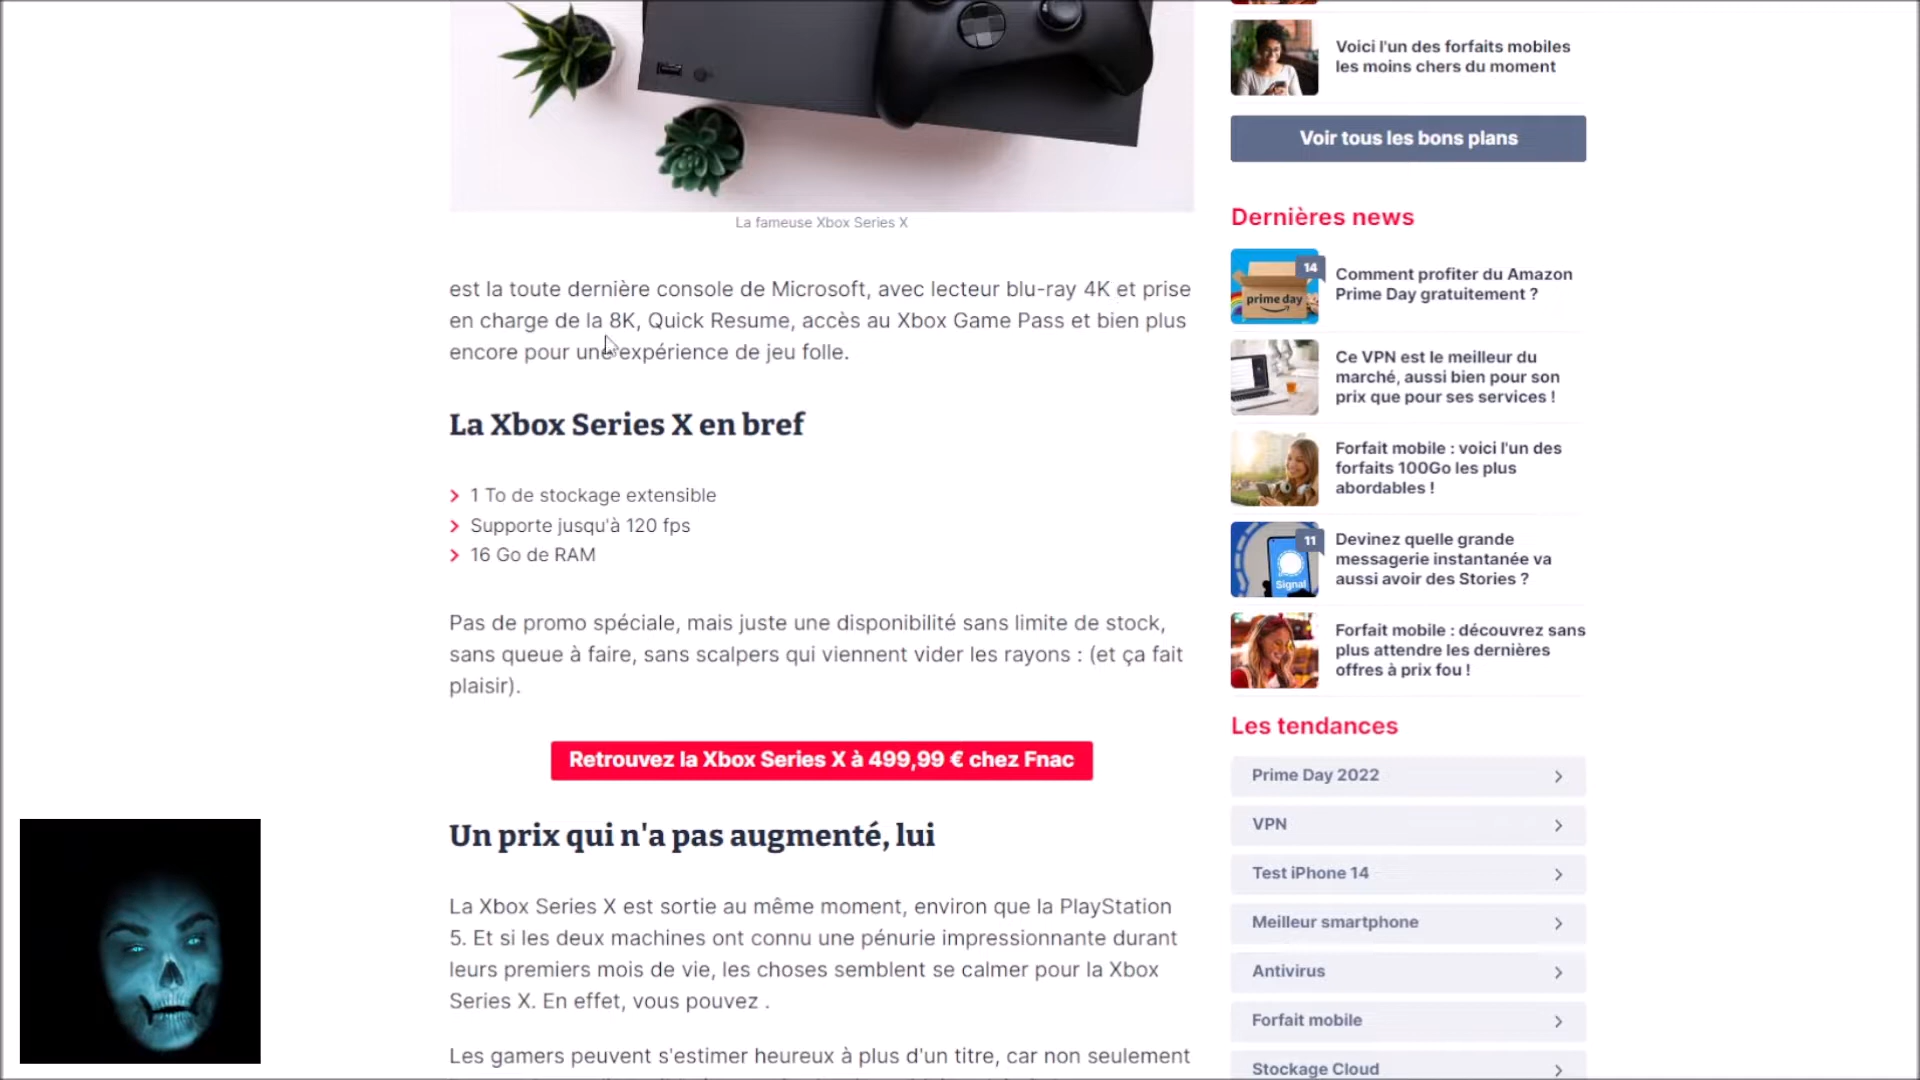 La fameuse Xbox Series X
est la toute dernière console de Microsoft, avec lecteur blu-ray 4K et prise
en charge de la 8K, Quick Resume, accès au Xbox Game Pass et bien plus
encore pour une expérience de jeu folle.
La Xbox Series X en bref
1 To de stockage extensible
Supporte jusqu'à 120 fps
16 Go de RAM
Pas de promo spéciale, mais juste une disponibilité sans limite de stock,
sans queue à faire, sans scalpers qui viennent vider les rayons : (et ça fait
plaisir).
Retrouvez la Xbox Series X à 499,99 € chez Fnac
Un prix qui n'a pas augmenté, lui
La Xbox Series X est sortie au même moment, environ que la PlayStation
5. Et si les deux machines ont connu une pénurie impressionnante durant
leurs premiers mois de vie, les choses semblent se calmer pour la Xbox
Series X. En effet, vous pouvez .
Les gamers peuvent s'estimer heureux à plus d'un titre, car non seulement
Voici l'un des forfaits mobiles
les moins chers du moment
Voir tous les bons plans
Dernières news
14
prime day
Comment profiter du Amazon
Prime Day gratuitement ?
Ce VPN est le meilleur du
marché, aussi bien pour son
prix que pour ses services !
Forfait mobile : voici l'un des
forfaits 100Go les plus
abordables !
11
Signal
Devinez quelle grande
messagerie instantanée va
aussi avoir des Stories ?
Forfait mobile : découvrez sans
plus attendre les dernières
offres à prix fou !
Les tendances
Prime Day 2022
VPN
Test iPhone 14
Meilleur smartphone
Antivirus
Forfait mobile
Stockage Cloud